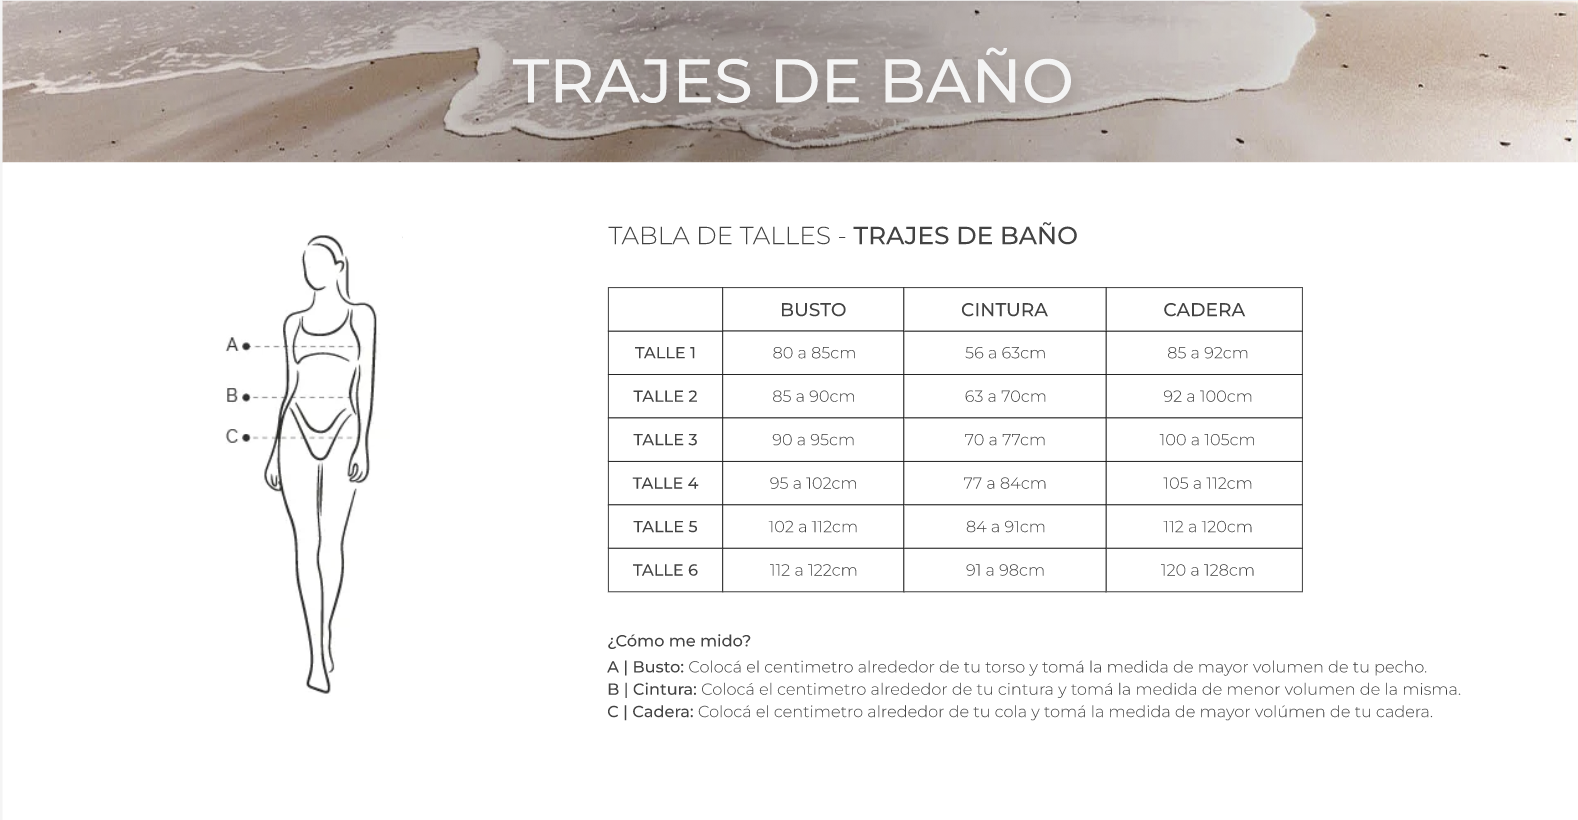 TRAJES DE BAÑO
TABLA DE TALLES - TRAJES DE BAÑO
BUSTO CINTURA CADERA
TALLE 1 80 a 85cm 56 a 63cm 85 a 92cm
TALLE 2 85 a 90cm 63 a 70cm 92 a 100cm
TALLE 3 90 a 95cm 70 a 77cm 100 a 105cm
TALLE 4 95 a 102cm 77 a 84cm 105 a 112cm
TALLE 5 102 a 112cm 84 a 91cm 112 a 120cm
TALLE 6 112 a 122cm 91 a 98cm 120 a 128cm
A
B
C
¿Cómo me mido?
A | Busto: Colocá el centimetro alrededor de tu torso y tomá la medida de mayor volumen de tu pecho.
B | Cintura: Colocá el centimetro alrededor de tu cintura y tomá la medida de menor volumen de la misma.
C | Cadera: Colocá el centimetro alrededor de tu cola y tomá la medida de mayor volúmen de tu cadera.